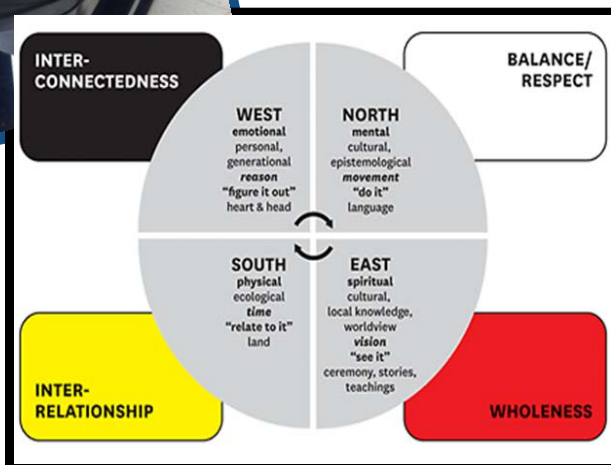 INTER-
CONNECTEDNESS
BALANCE/
RESPECT
WEST
emotional
personal,
generational
reason
"figure it out"
heart & head
NORTH
mental
cultural,
epistemological
movement
"do it"
language
SOUTH
physical
ecological
time
"relate to it"
land
EAST
spiritual
cultural,
local knowledge,
worldview
vision
"see it"
ceremony, stories,
teachings
INTER-
RELATIONSHIP
WHOLENESS